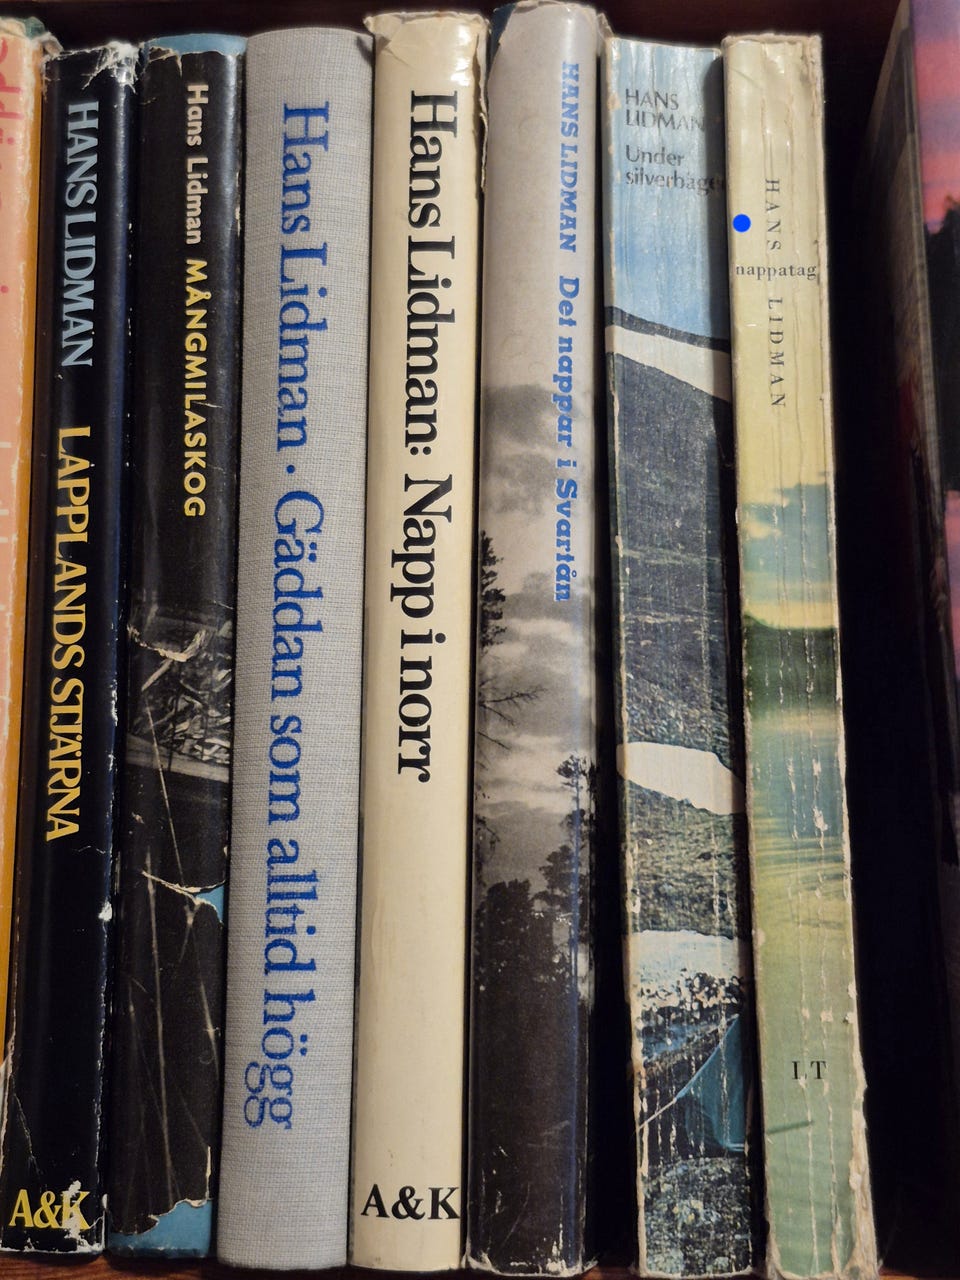 HANS LIDMAN LAPPLANDS STJÄRNA
A&K
Hans Lidman MÅNGMILASKOG
Hans Lidman · Gäddan som alltid högg
Hans Lidman: Napp i norr
A&K
HANS LIDMAN Det nappar i Svartån
HANS
LIDMAN
Under
silverbåge
HANS LIDMAN
nappatag
LT